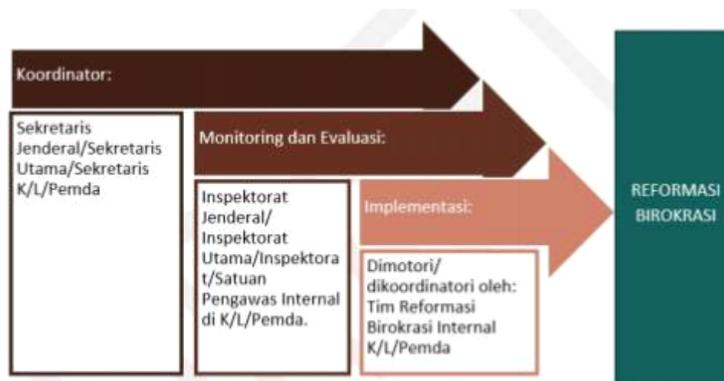 Koordinator:
Sekretaris
Jenderal/Sekretaris
Utama/Sekretaris
K/L/Pemda
Monitoring dan Evaluasi:
Inspektorat
Jenderal/
Inspektorat
Utama/Inspektora
t/Satuan
Pengawas Internal
di K/L/Pemda.
Implementasi:
Dimotori/
dikoordinatori oleh:
Tim Reformasi
Birokrasi Internal
K/L/Pemda
REFORMASI
BIROKRASI